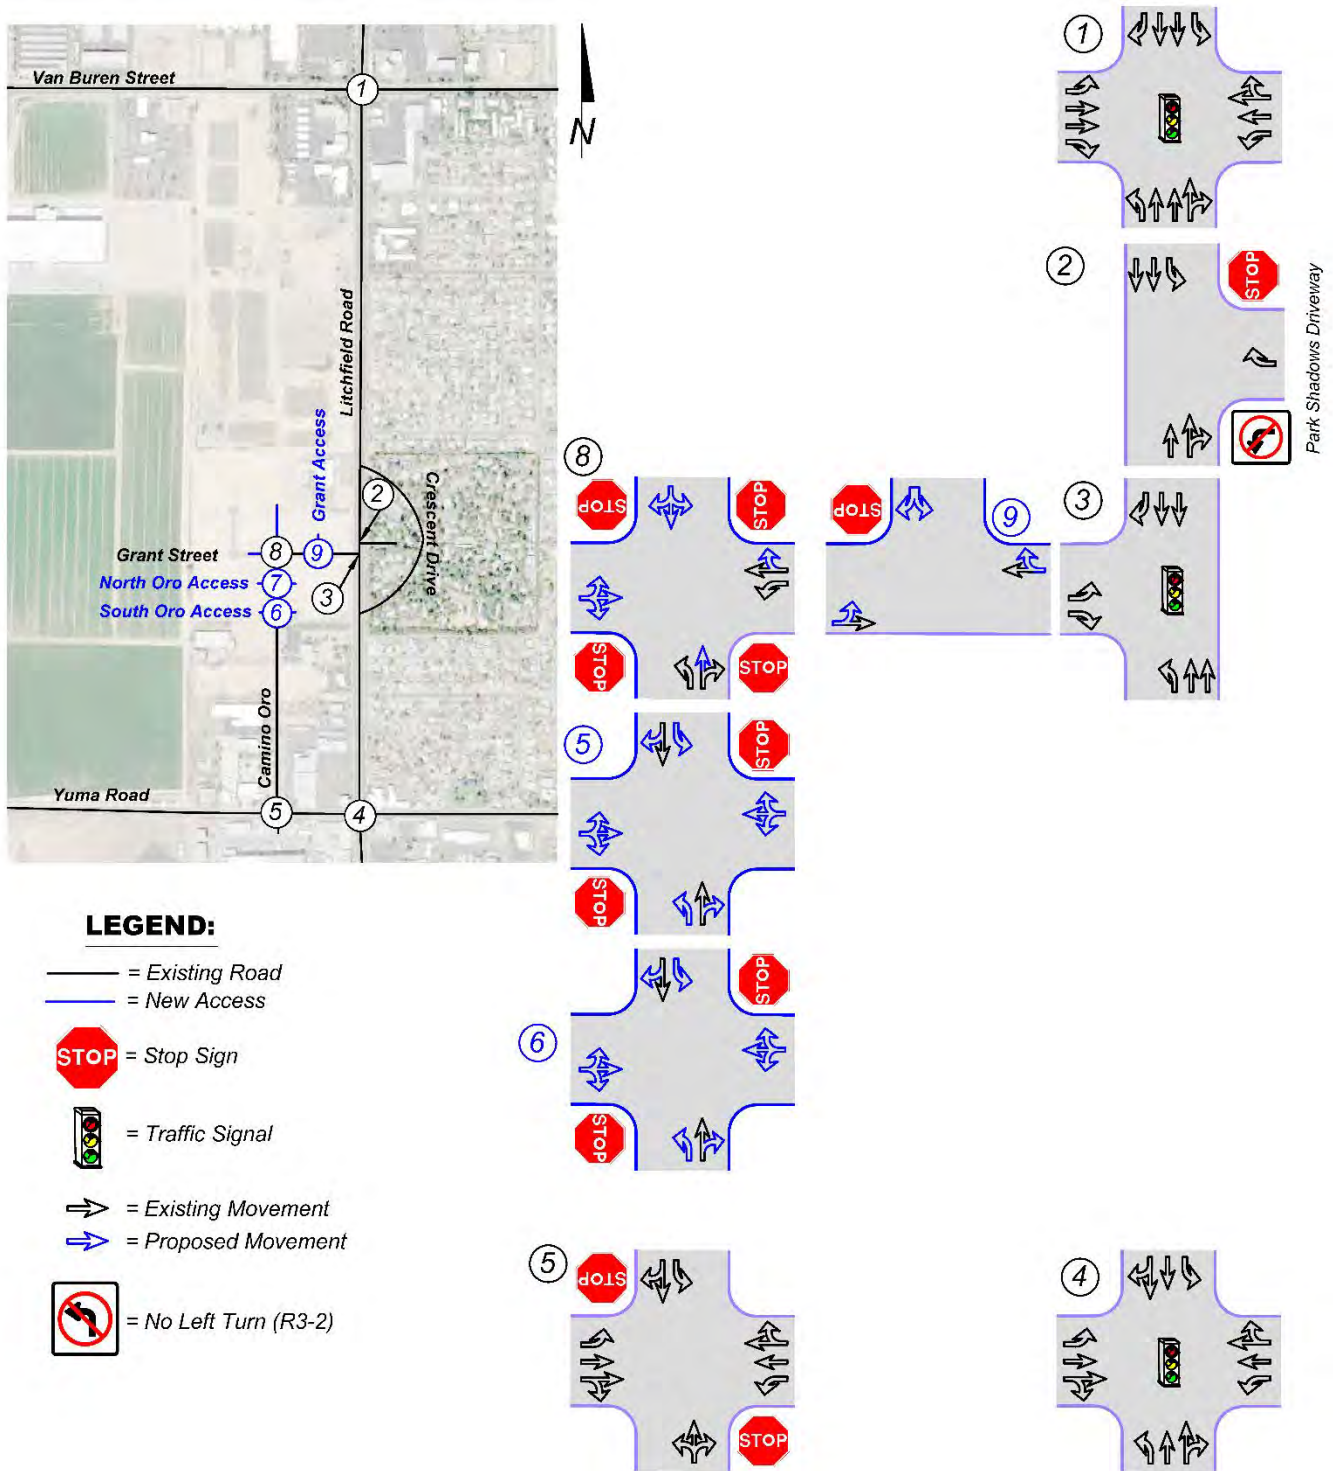 Van Buren Street
1
N
Litchfield Road
Grant Access
Crescent Drive
2
Grant Street
8
9
North Oro Access
7
South Oro Access
6
3
Camino Oro
Yuma Road
5
4
LEGEND:
= Existing Road
= New Access
STOP
= Stop Sign
= Traffic Signal
= Existing Movement
= Proposed Movement
= No Left Turn (R3-2)
1
2
STOP
Park Shadows Driveway
8
STOP
STOP
STOP
STOP
STOP
9
3
5
STOP
STOP
6
STOP
STOP
5
STOP
STOP
4